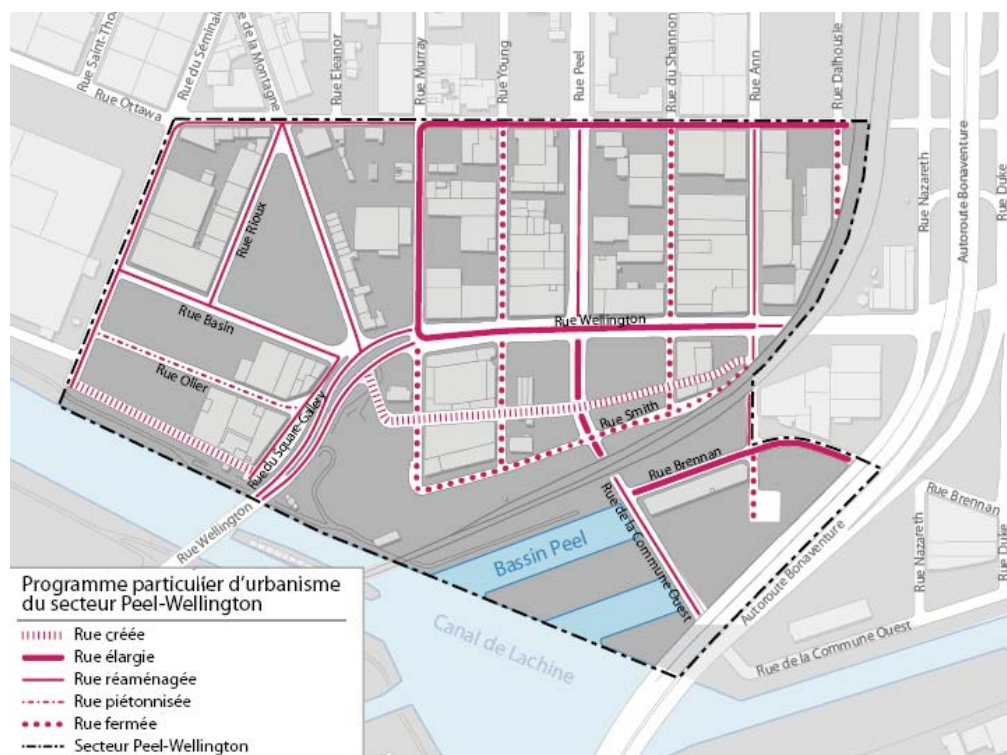 Rue Saint-Tho
Rue du Séminai
e de la Montagne
Rue Eleanor
Rue Murray
Rue Young
Rue Peel
Rue du Shannon
Rue Ann
Rue Dalhousie
Rue Ottawa
Rue Nazareth
Autoroute Bonaventure
Rue Duke
Rue Rioux
Rue Basin
Rue Wellington
Rue Olier
Rue du Square-Gallery
Rue Smith
Rue Brennan
Rue Wellington
Rue de la Commune Ouest
Bassin Peel
Canal de Lachine
Autoroute Bonaventure
Rue Brennan
Rue Nazareth
Rue Duke
Rue de la Commune Ouest
Programme particulier d'urbanisme
du secteur Peel-Wellington
Rue créée
Rue élargie
Rue réaménagée
Rue piétonnisée
Rue fermée
Secteur Peel-Wellington